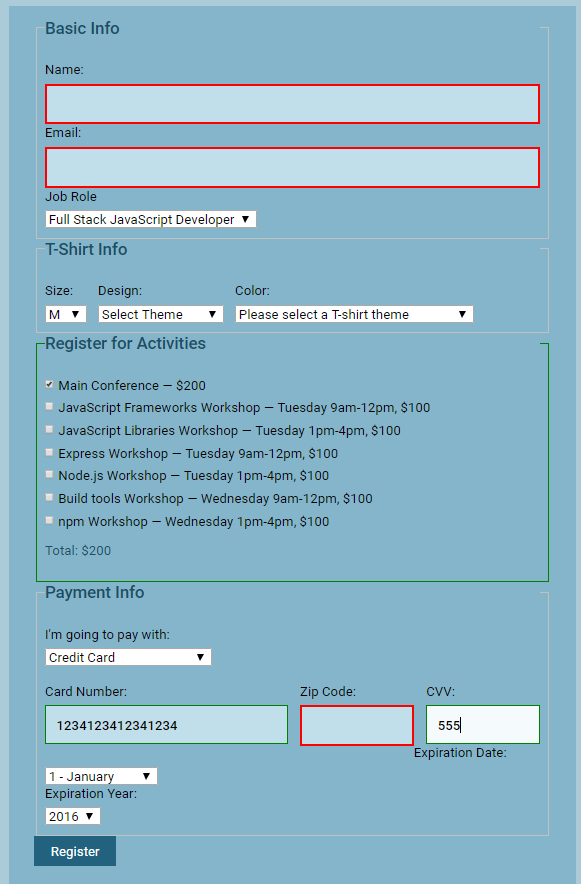 Basic Info
Name:
Email:
Job Role
Full Stack JavaScript Developer
T-Shirt Info
Size: Design: Color:
M Select Theme Please select a T-shirt theme
Register for Activities
Main Conference — $200
JavaScript Frameworks Workshop — Tuesday 9am-12pm, $100
JavaScript Libraries Workshop — Tuesday 1pm-4pm, $100
Express Workshop — Tuesday 9am-12pm, $100
Node.js Workshop — Tuesday 1pm-4pm, $100
Build tools Workshop — Wednesday 9am-12pm, $100
npm Workshop — Wednesday 1pm-4pm, $100
Total: $200
Payment Info
I'm going to pay with:
Credit Card
Card Number: Zip Code: CVV:
1234123412341234 555
Expiration Date:
1 - January
Expiration Year:
2016
Register